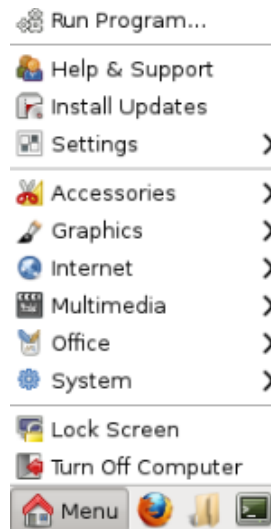 Run Program...
Help & Support
Install Updates
Settings
Accessories
Graphics
Internet
Multimedia
Office
System
Lock Screen
Turn Off Computer
Menu